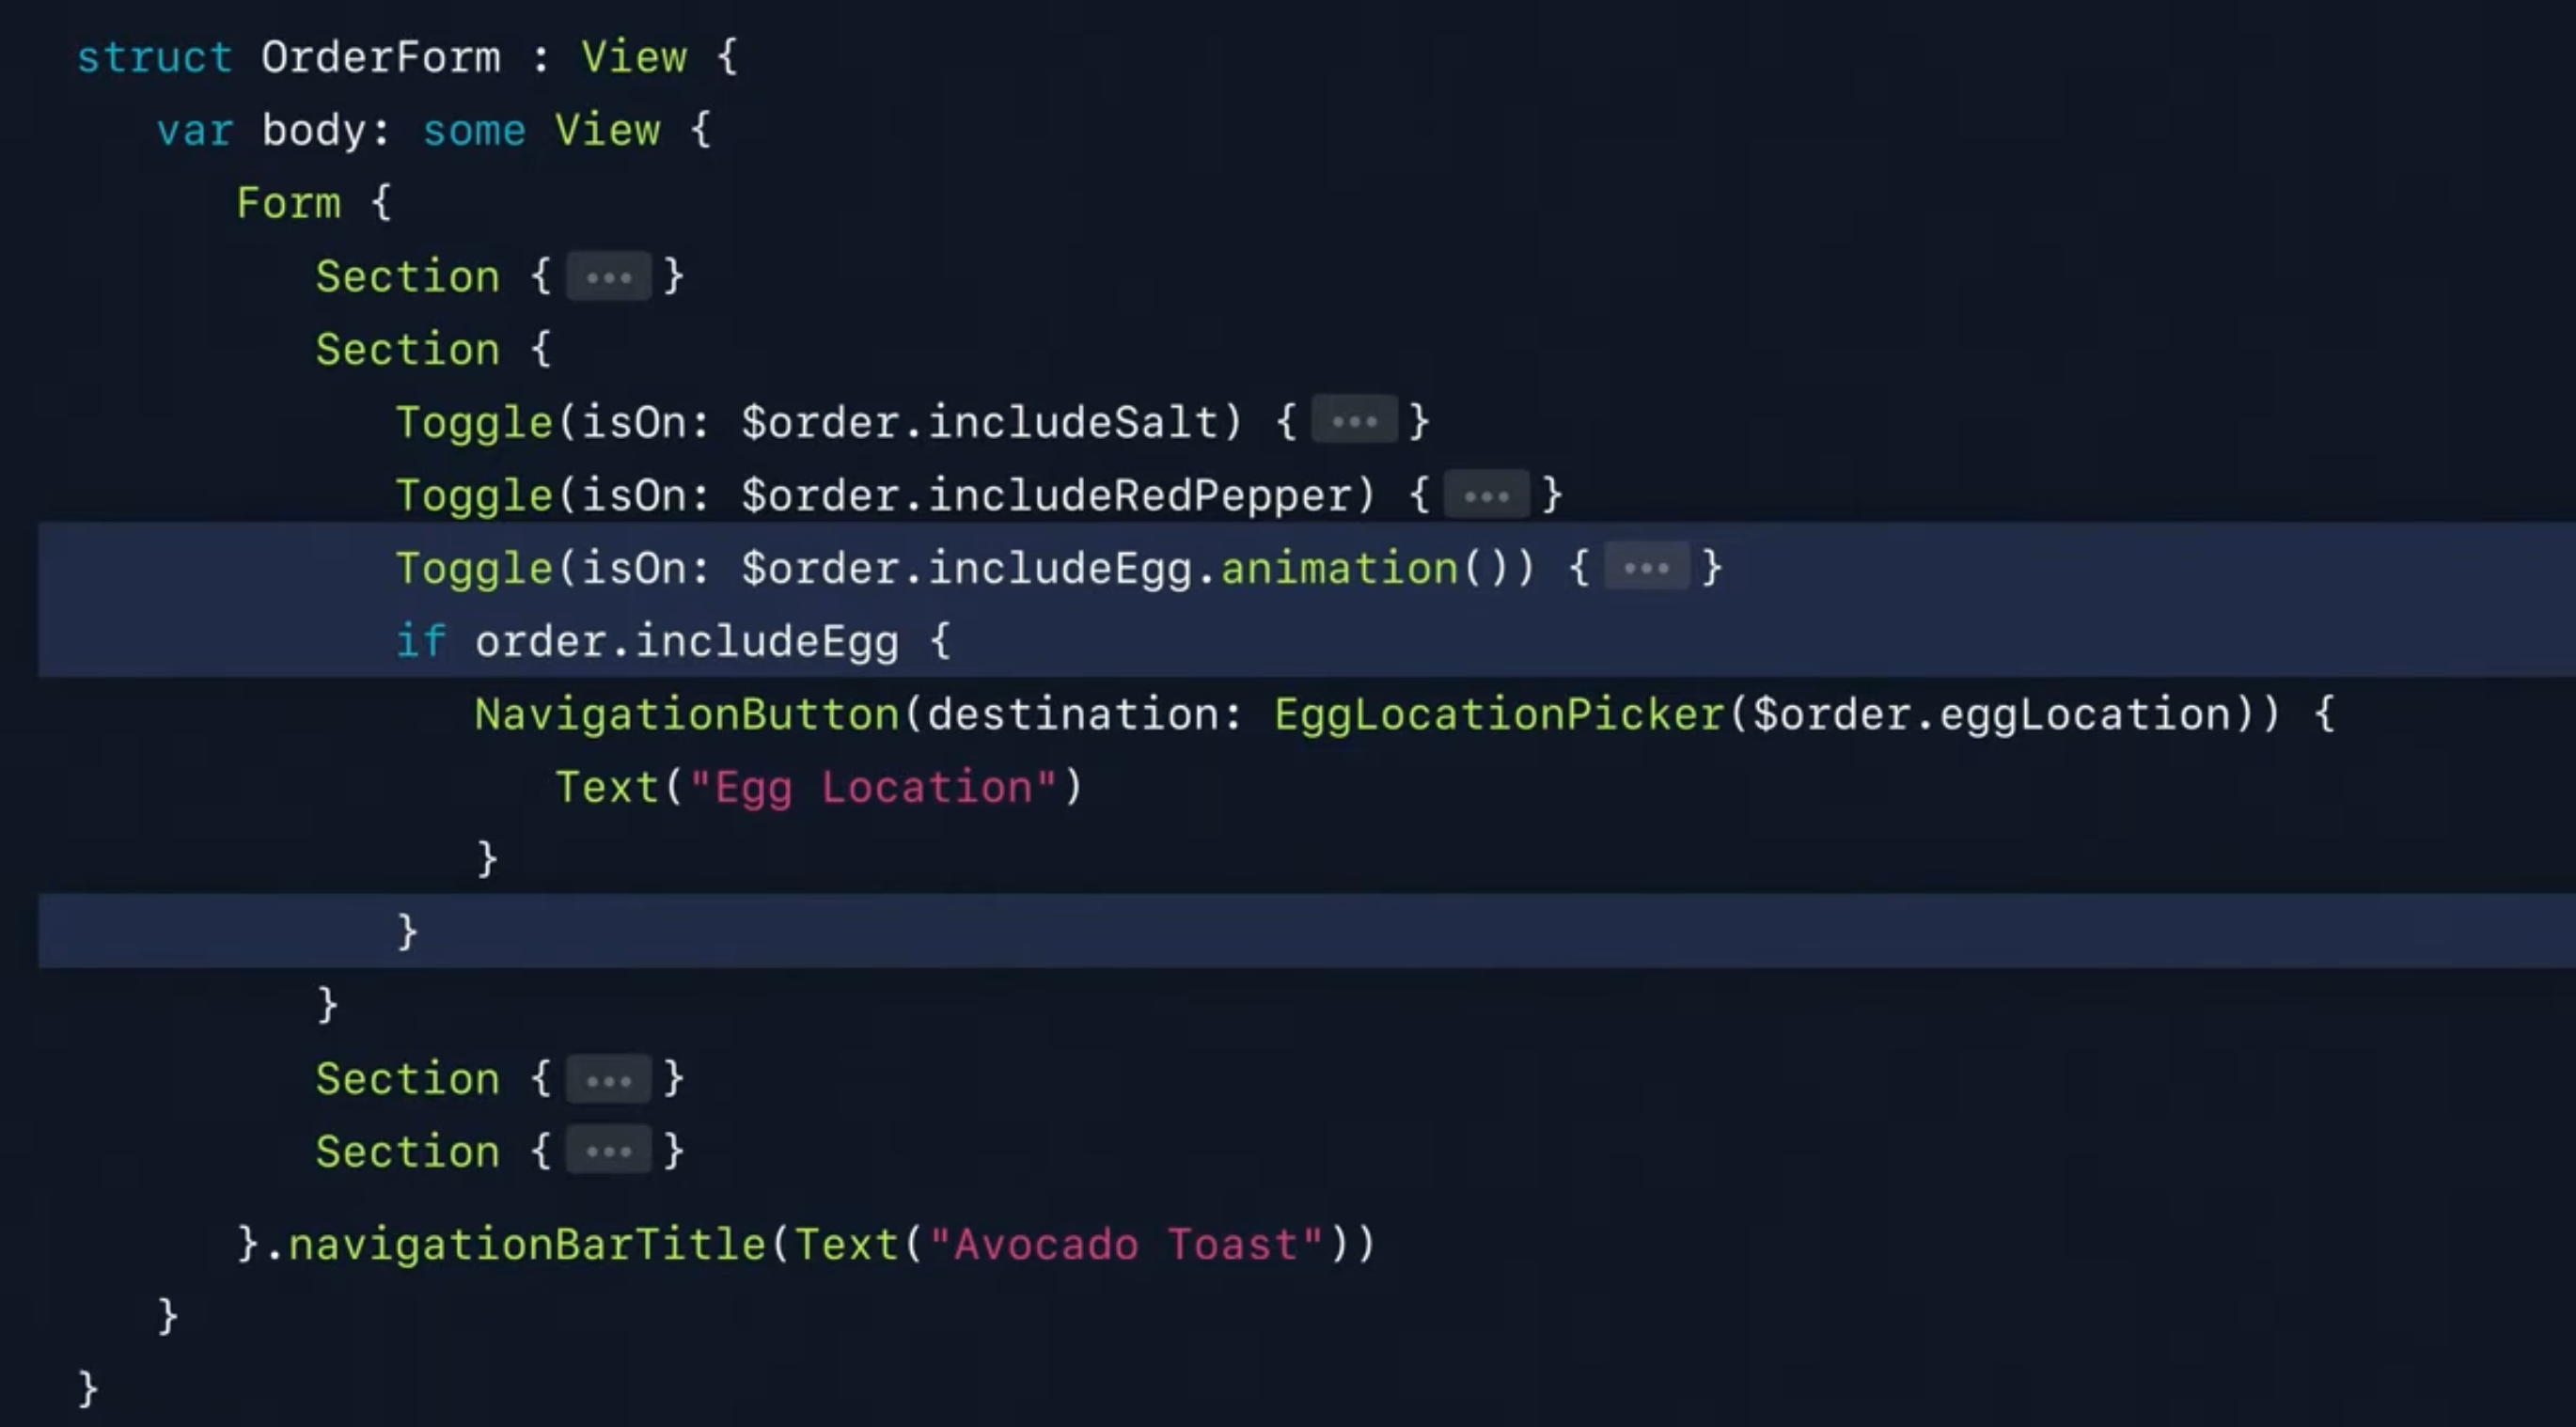 struct OrderForm : View {
var body: some View {
Form {
Section { ••• }
Section {
Toggle(isOn: $order.includeSalt) { ••• }
Toggle(isOn: $order.includeRedPepper) { ••• }
Toggle(isOn: $order.includeEgg.animation()) { ••• }
if order.includeEgg {
NavigationButton(destination: EggLocationPicker($order.eggLocation)) {
Text("Egg Location")
}
}
}
Section { ••• }
Section { ••• }
}.navigationBarTitle(Text("Avocado Toast"))
}
}